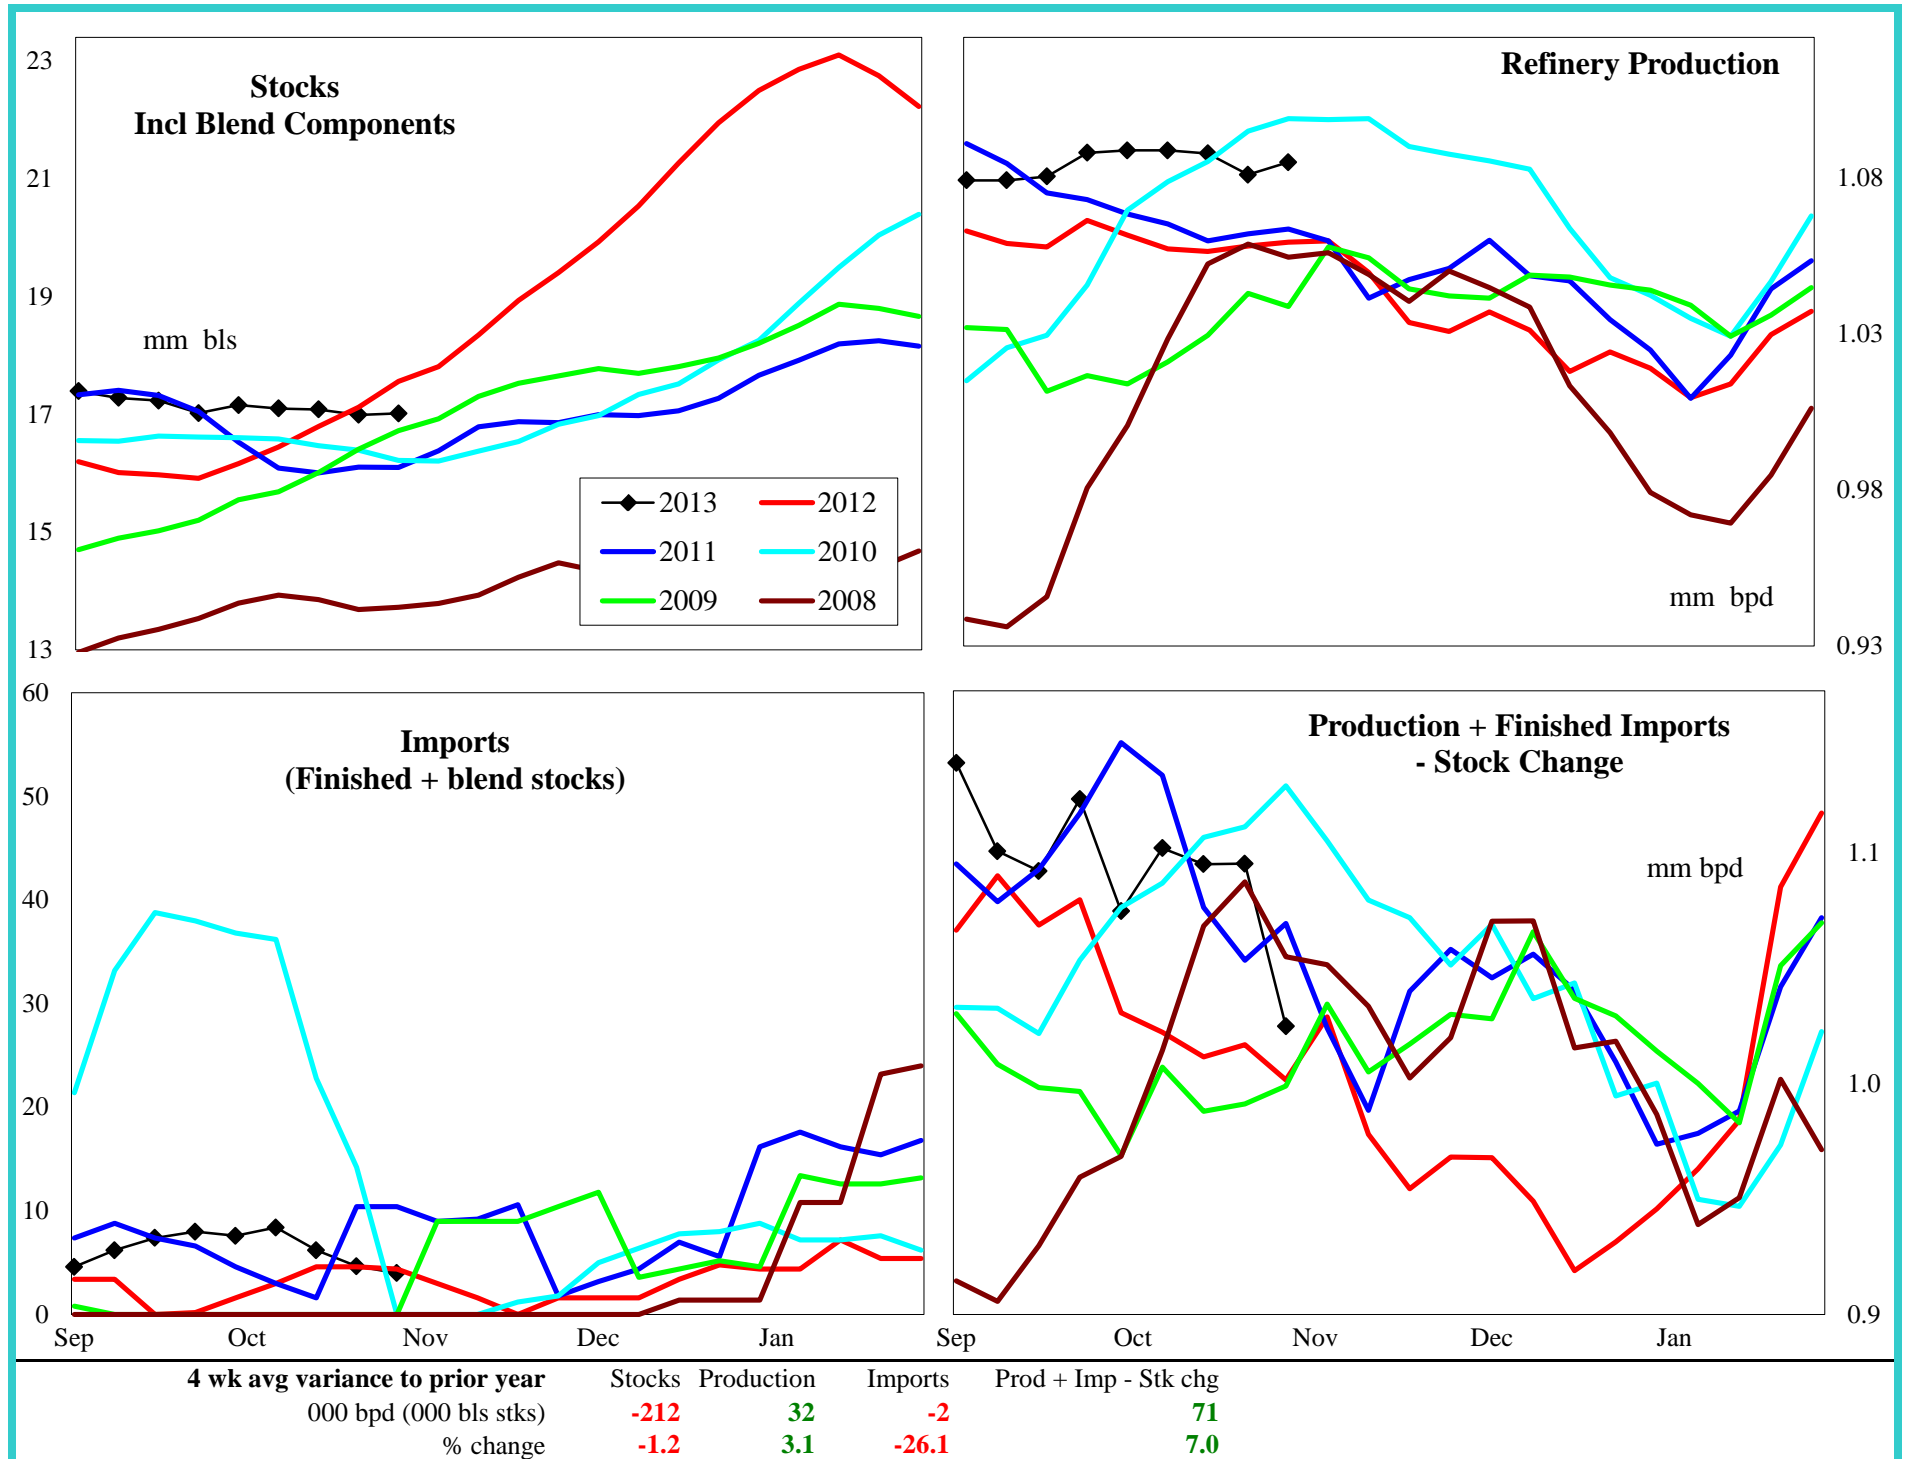 Stocks
Incl Blend Components
mm bls
23
21
19
17
15
13
2013
2012
2011
2010
2009
2008
Refinery Production
mm bpd
1.08
1.03
0.98
0.93
Imports
(Finished + blend stocks)
60
50
40
30
20
10
0
Sep Oct Nov Dec Jan
Production + Finished Imports
- Stock Change
mm bpd
1.1
1.0
0.9
Sep Oct Nov Dec Jan
4 wk avg variance to prior year Stocks Production Imports Prod + Imp - Stk chg
000 bpd (000 bls stks) -212 32 -2 71
% change -1.2 3.1 -26.1 7.0